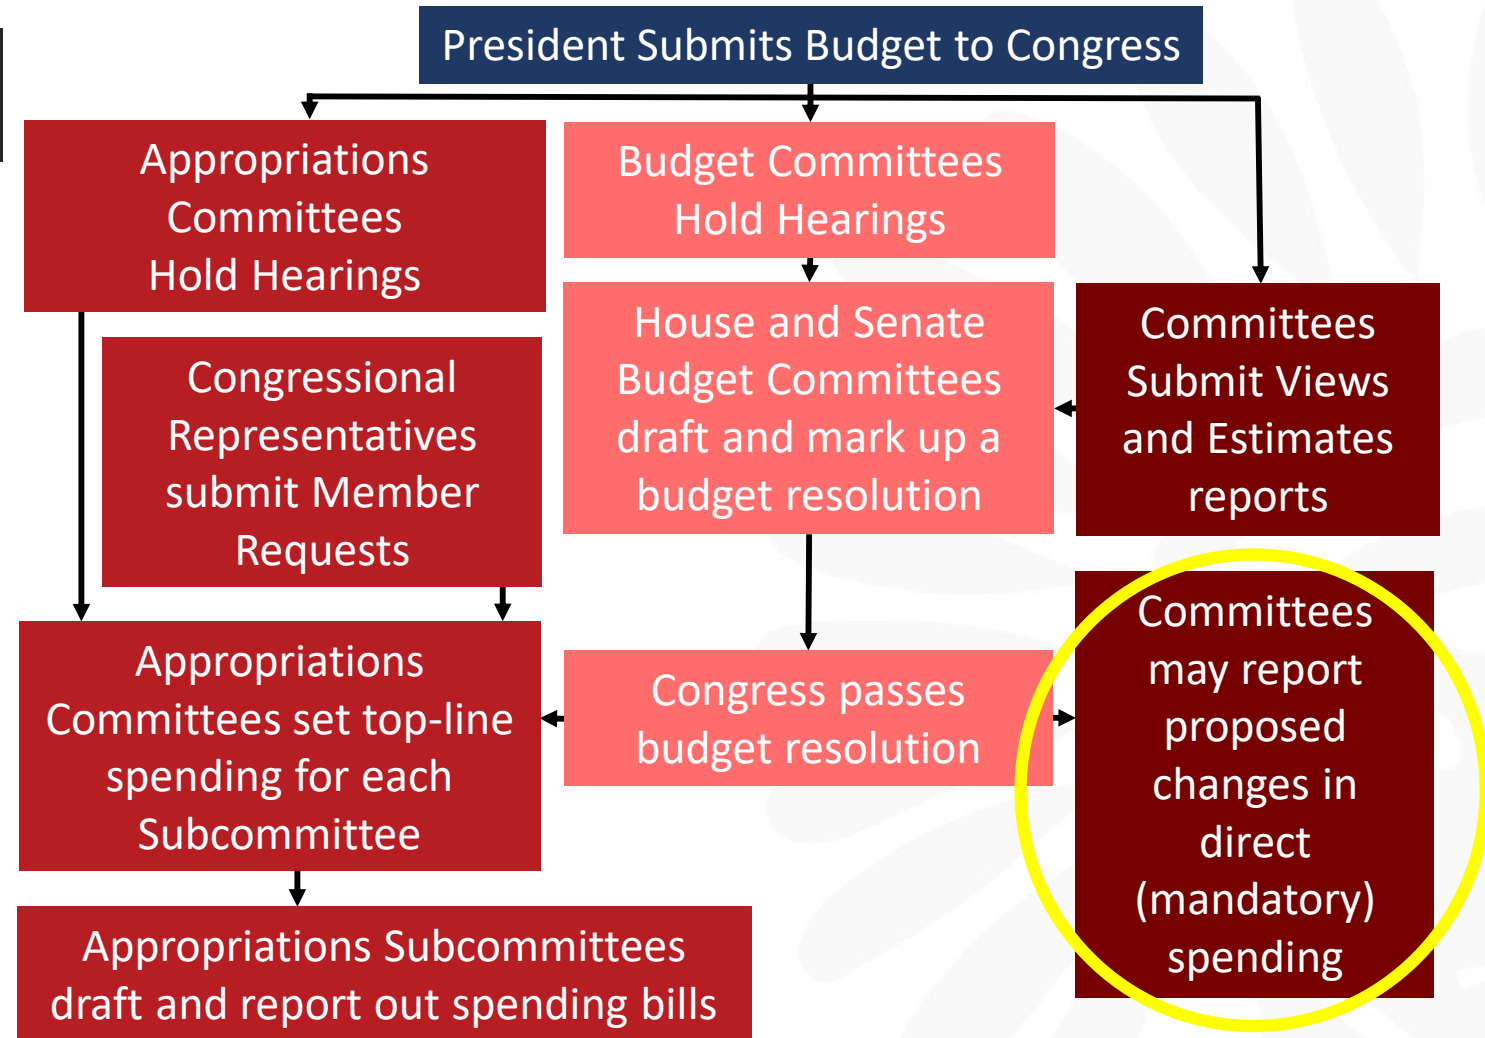 President Submits Budget to Congress
Appropriations
Committees
Hold Hearings
Budget Committees
Hold Hearings
Congressional
Representatives
submit Member
Requests
House and Senate
Budget Committees
draft and mark up a
budget resolution
Committees
Submit Views
and Estimates
reports
Appropriations
Committees set top-line
spending for each
Subcommittee
Congress passes
budget resolution
Committees
may report
proposed
changes in
direct
(mandatory)
spending
Appropriations Subcommittees
draft and report out spending bills